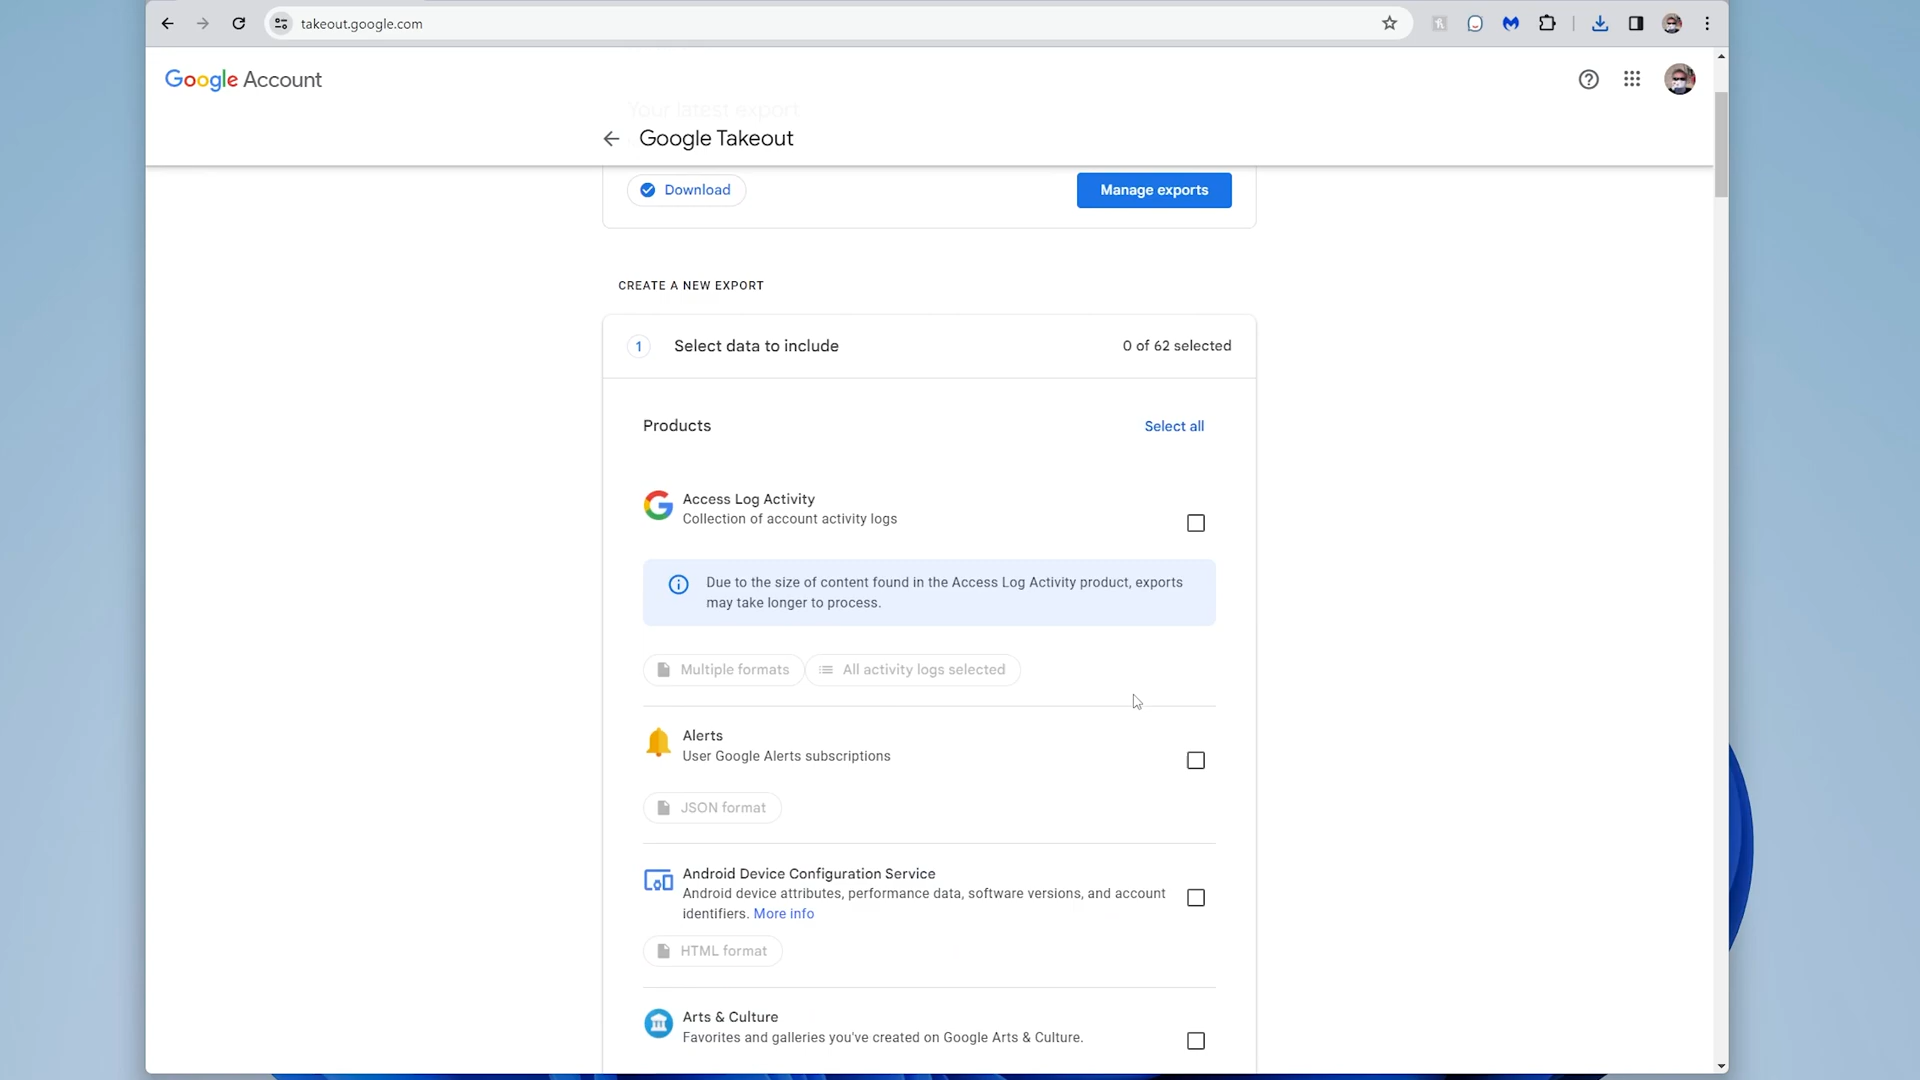 takeout.google.com
Google Account
Your latest export
Google Takeout
Download
Manage exports
CREATE A NEW EXPORT
1
Select data to include
0 of 62 selected
Products
Select all
Access Log Activity
Collection of account activity logs
Due to the size of content found in the Access Log Activity product, exports
may take longer to process.
Multiple formats
All activity logs selected
Alerts
User Google Alerts subscriptions
JSON format
Android Device Configuration Service
Android device attributes, performance data, software versions, and account
identifiers. More info
HTML format
Arts & Culture
Favorites and galleries you've created on Google Arts & Culture.